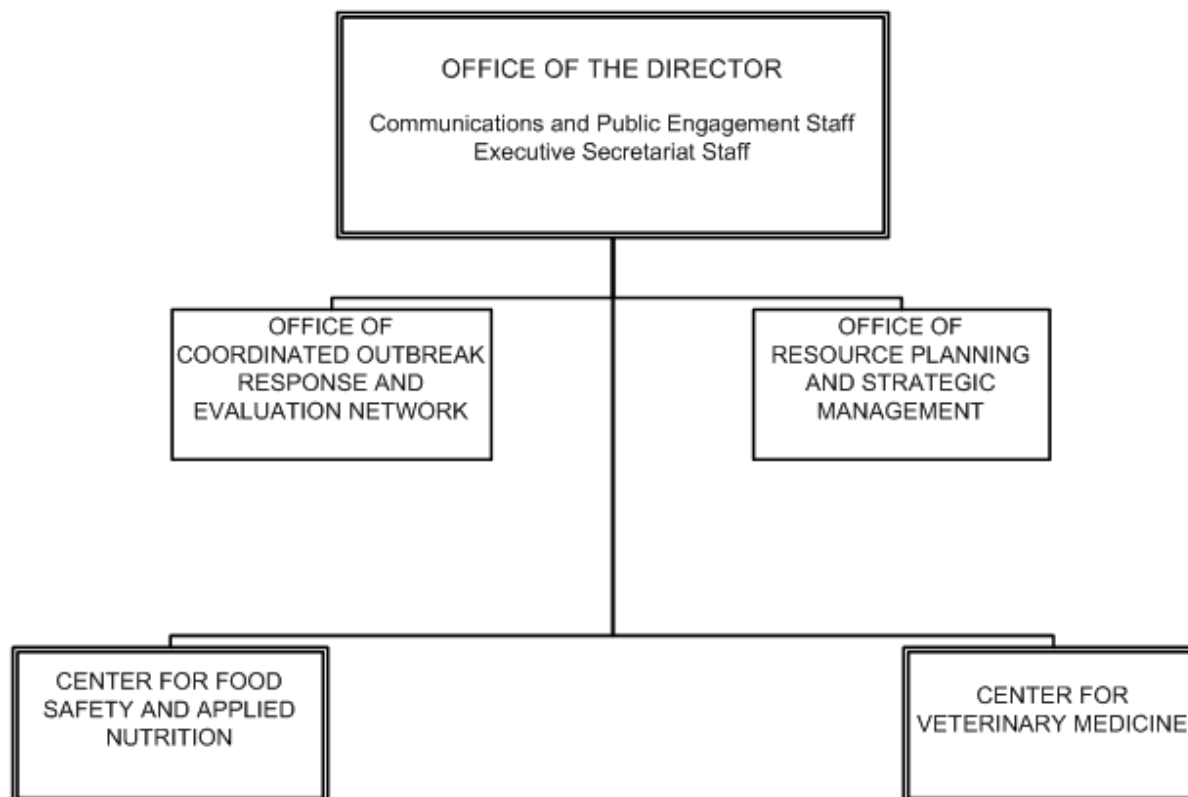 OFFICE OF THE DIRECTOR
Communications and Public Engagement Staff
Executive Secretariat Staff
OFFICE OF
COORDINATED OUTBREAK
RESPONSE AND
EVALUATION NETWORK
OFFICE OF
RESOURCE PLANNING
AND STRATEGIC
MANAGEMENT
CENTER FOR FOOD
SAFETY AND APPLIED
NUTRITION
CENTER FOR
VETERINARY MEDICINE